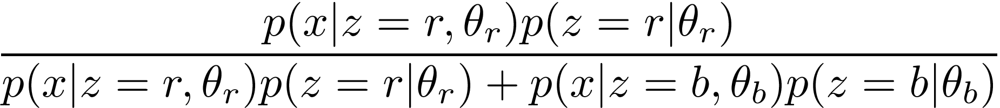 p(x|z = r, θ_r)p(z = r|θ_r)
p(x|z = r, θ_r)p(z = r|θ_r) + p(x|z = b, θ_b)p(z = b|θ_b)